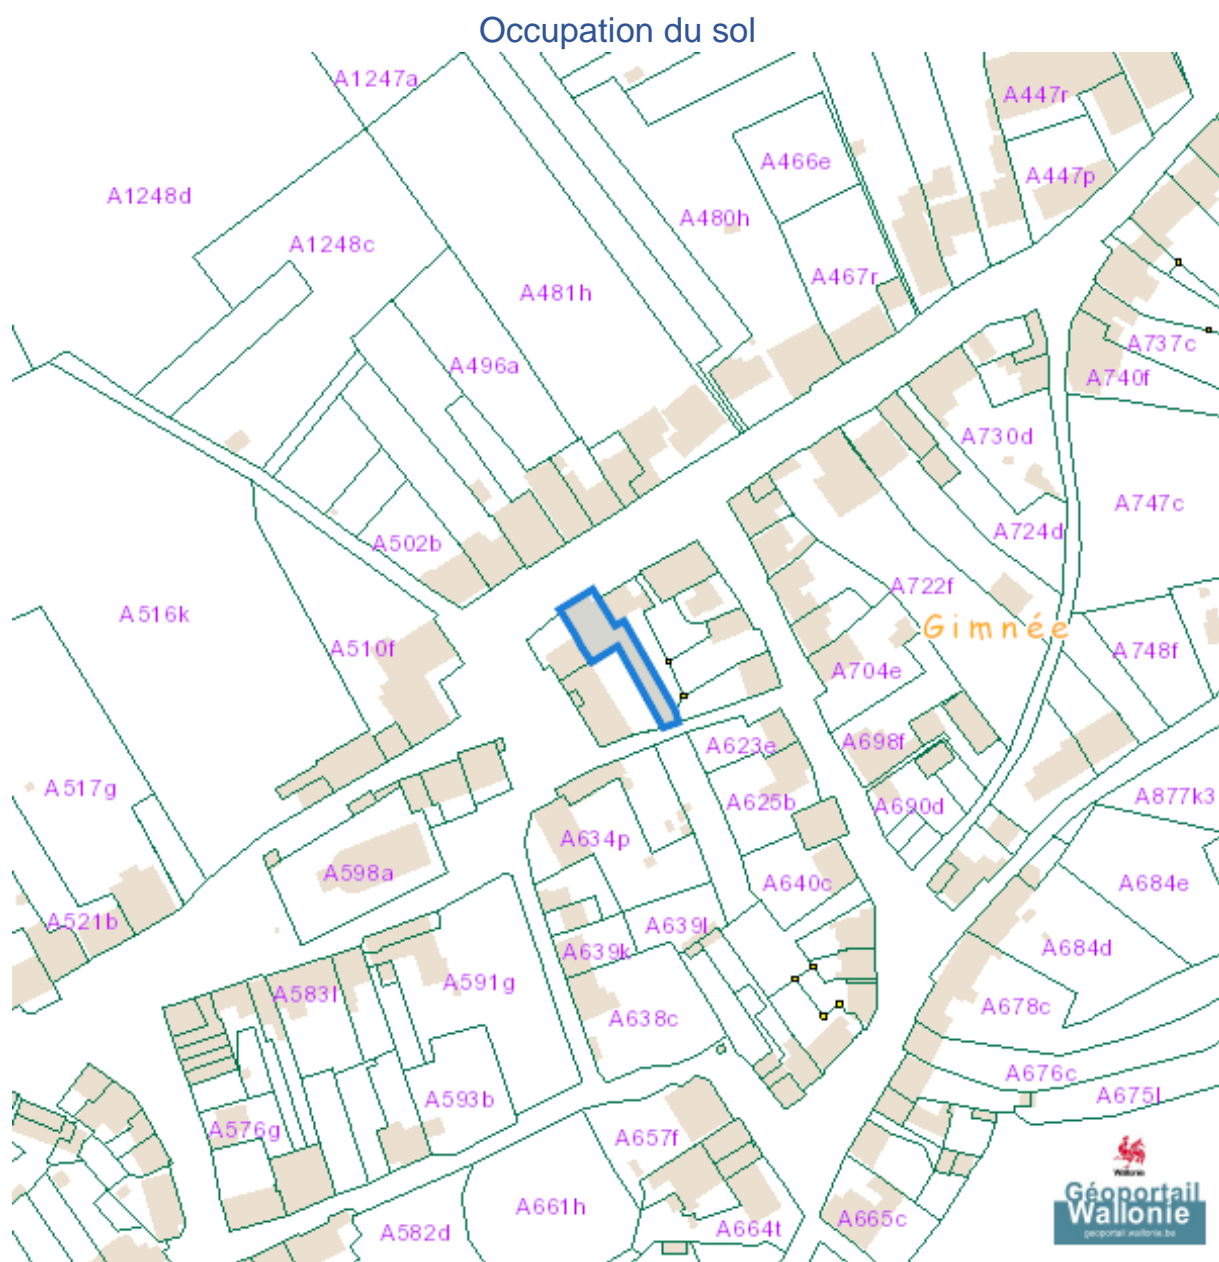 Occupation du sol
A1247a
A447r
A466e
A447p
A1248d
A480h
A1248c
A467r
A481h
A737c
A496a
A740f
A730d
A747c
A724d
A502b
A722f
A516k
Gimnée
A510f
A748f
A704e
A698f
A623e
A517g
A625b
A690d
A877k3
A634p
A598a
A640c
A684e
A521b
A639l
A639k
A684d
A591g
A583f
A678c
A638c
A676c
A675l
A593b
A576g
A657f
A661h
A665c
A582d
A664t
Wallonie
Géoportail
Wallonie
geoportail.wallonie.be